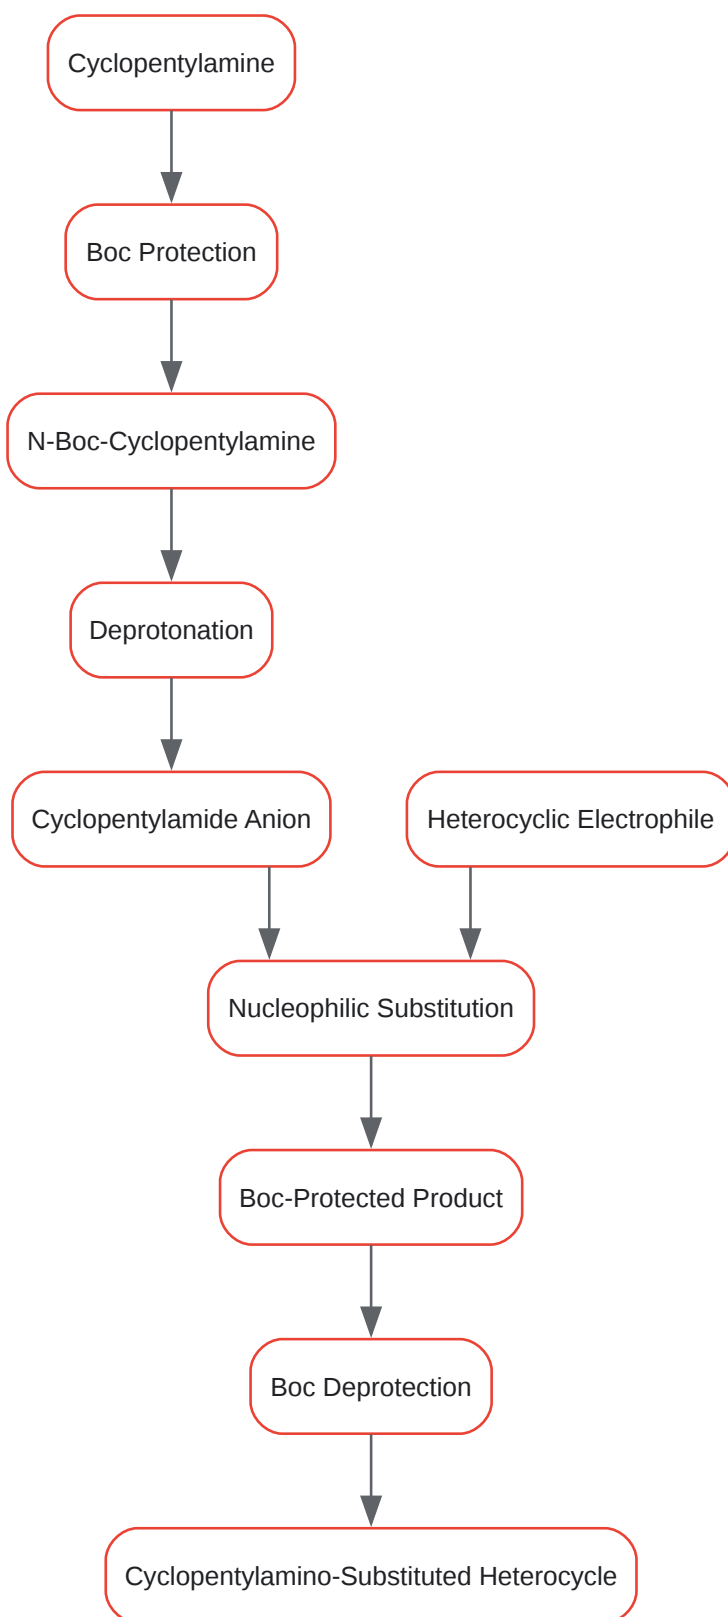 Cyclopentylamine
Boc Protection
N-Boc-Cyclopentylamine
Deprotonation
Cyclopentylamide Anion
Heterocyclic Electrophile
Nucleophilic Substitution
Boc-Protected Product
Boc Deprotection
Cyclopentylamino-Substituted Heterocycle